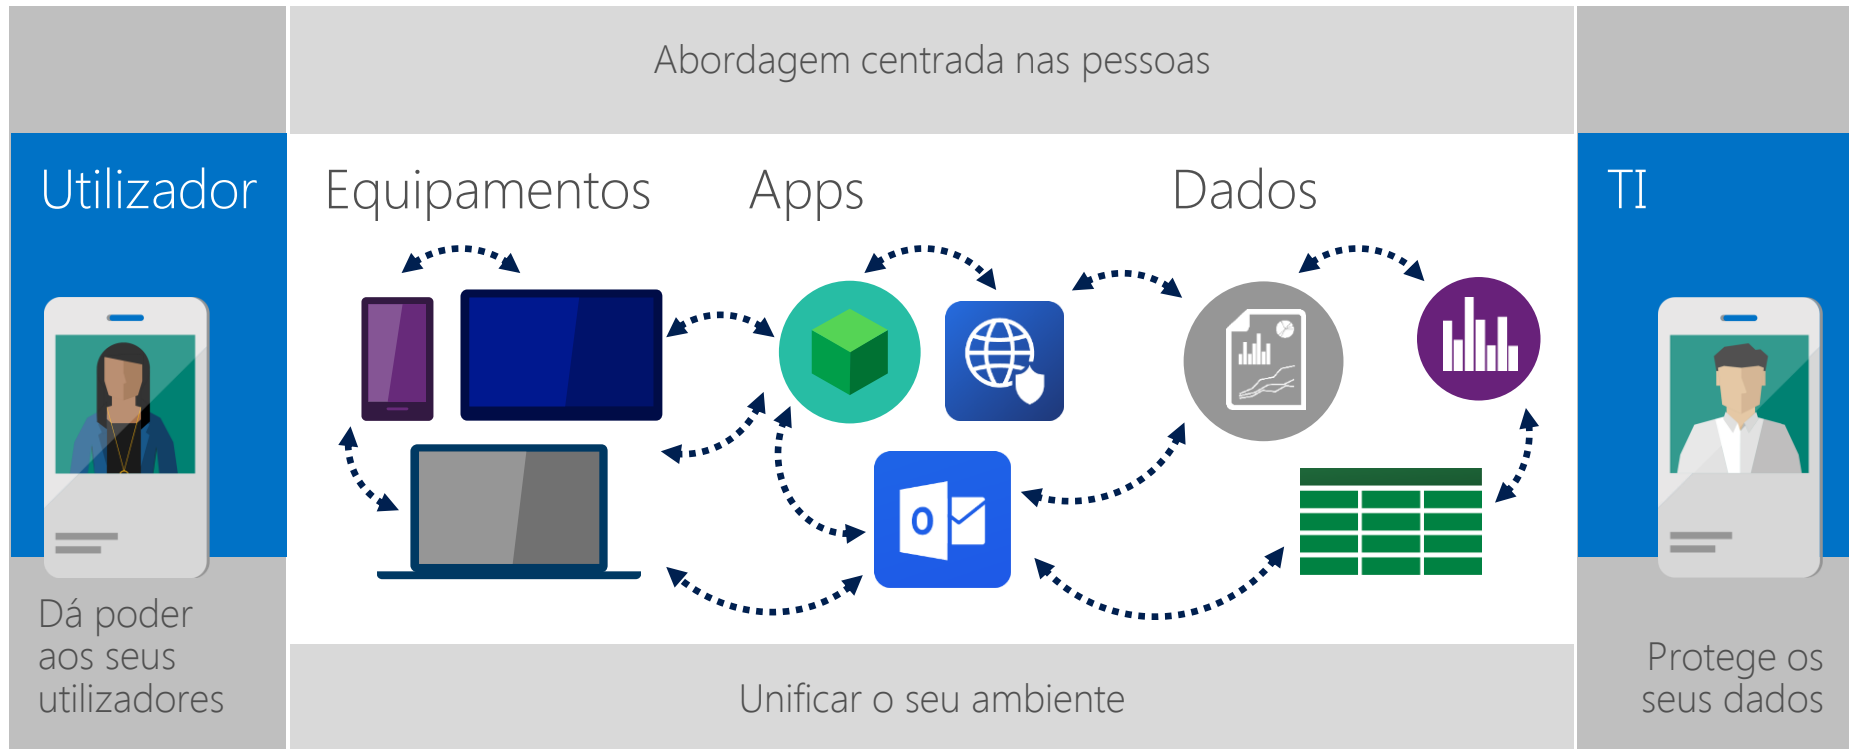 Abordagem centrada nas pessoas
Utilizador
Equipamentos
Apps
Dados
TI
O
Dá poder
aos seus
utilizadores
Unificar o seu ambiente
Protege os
seus dados